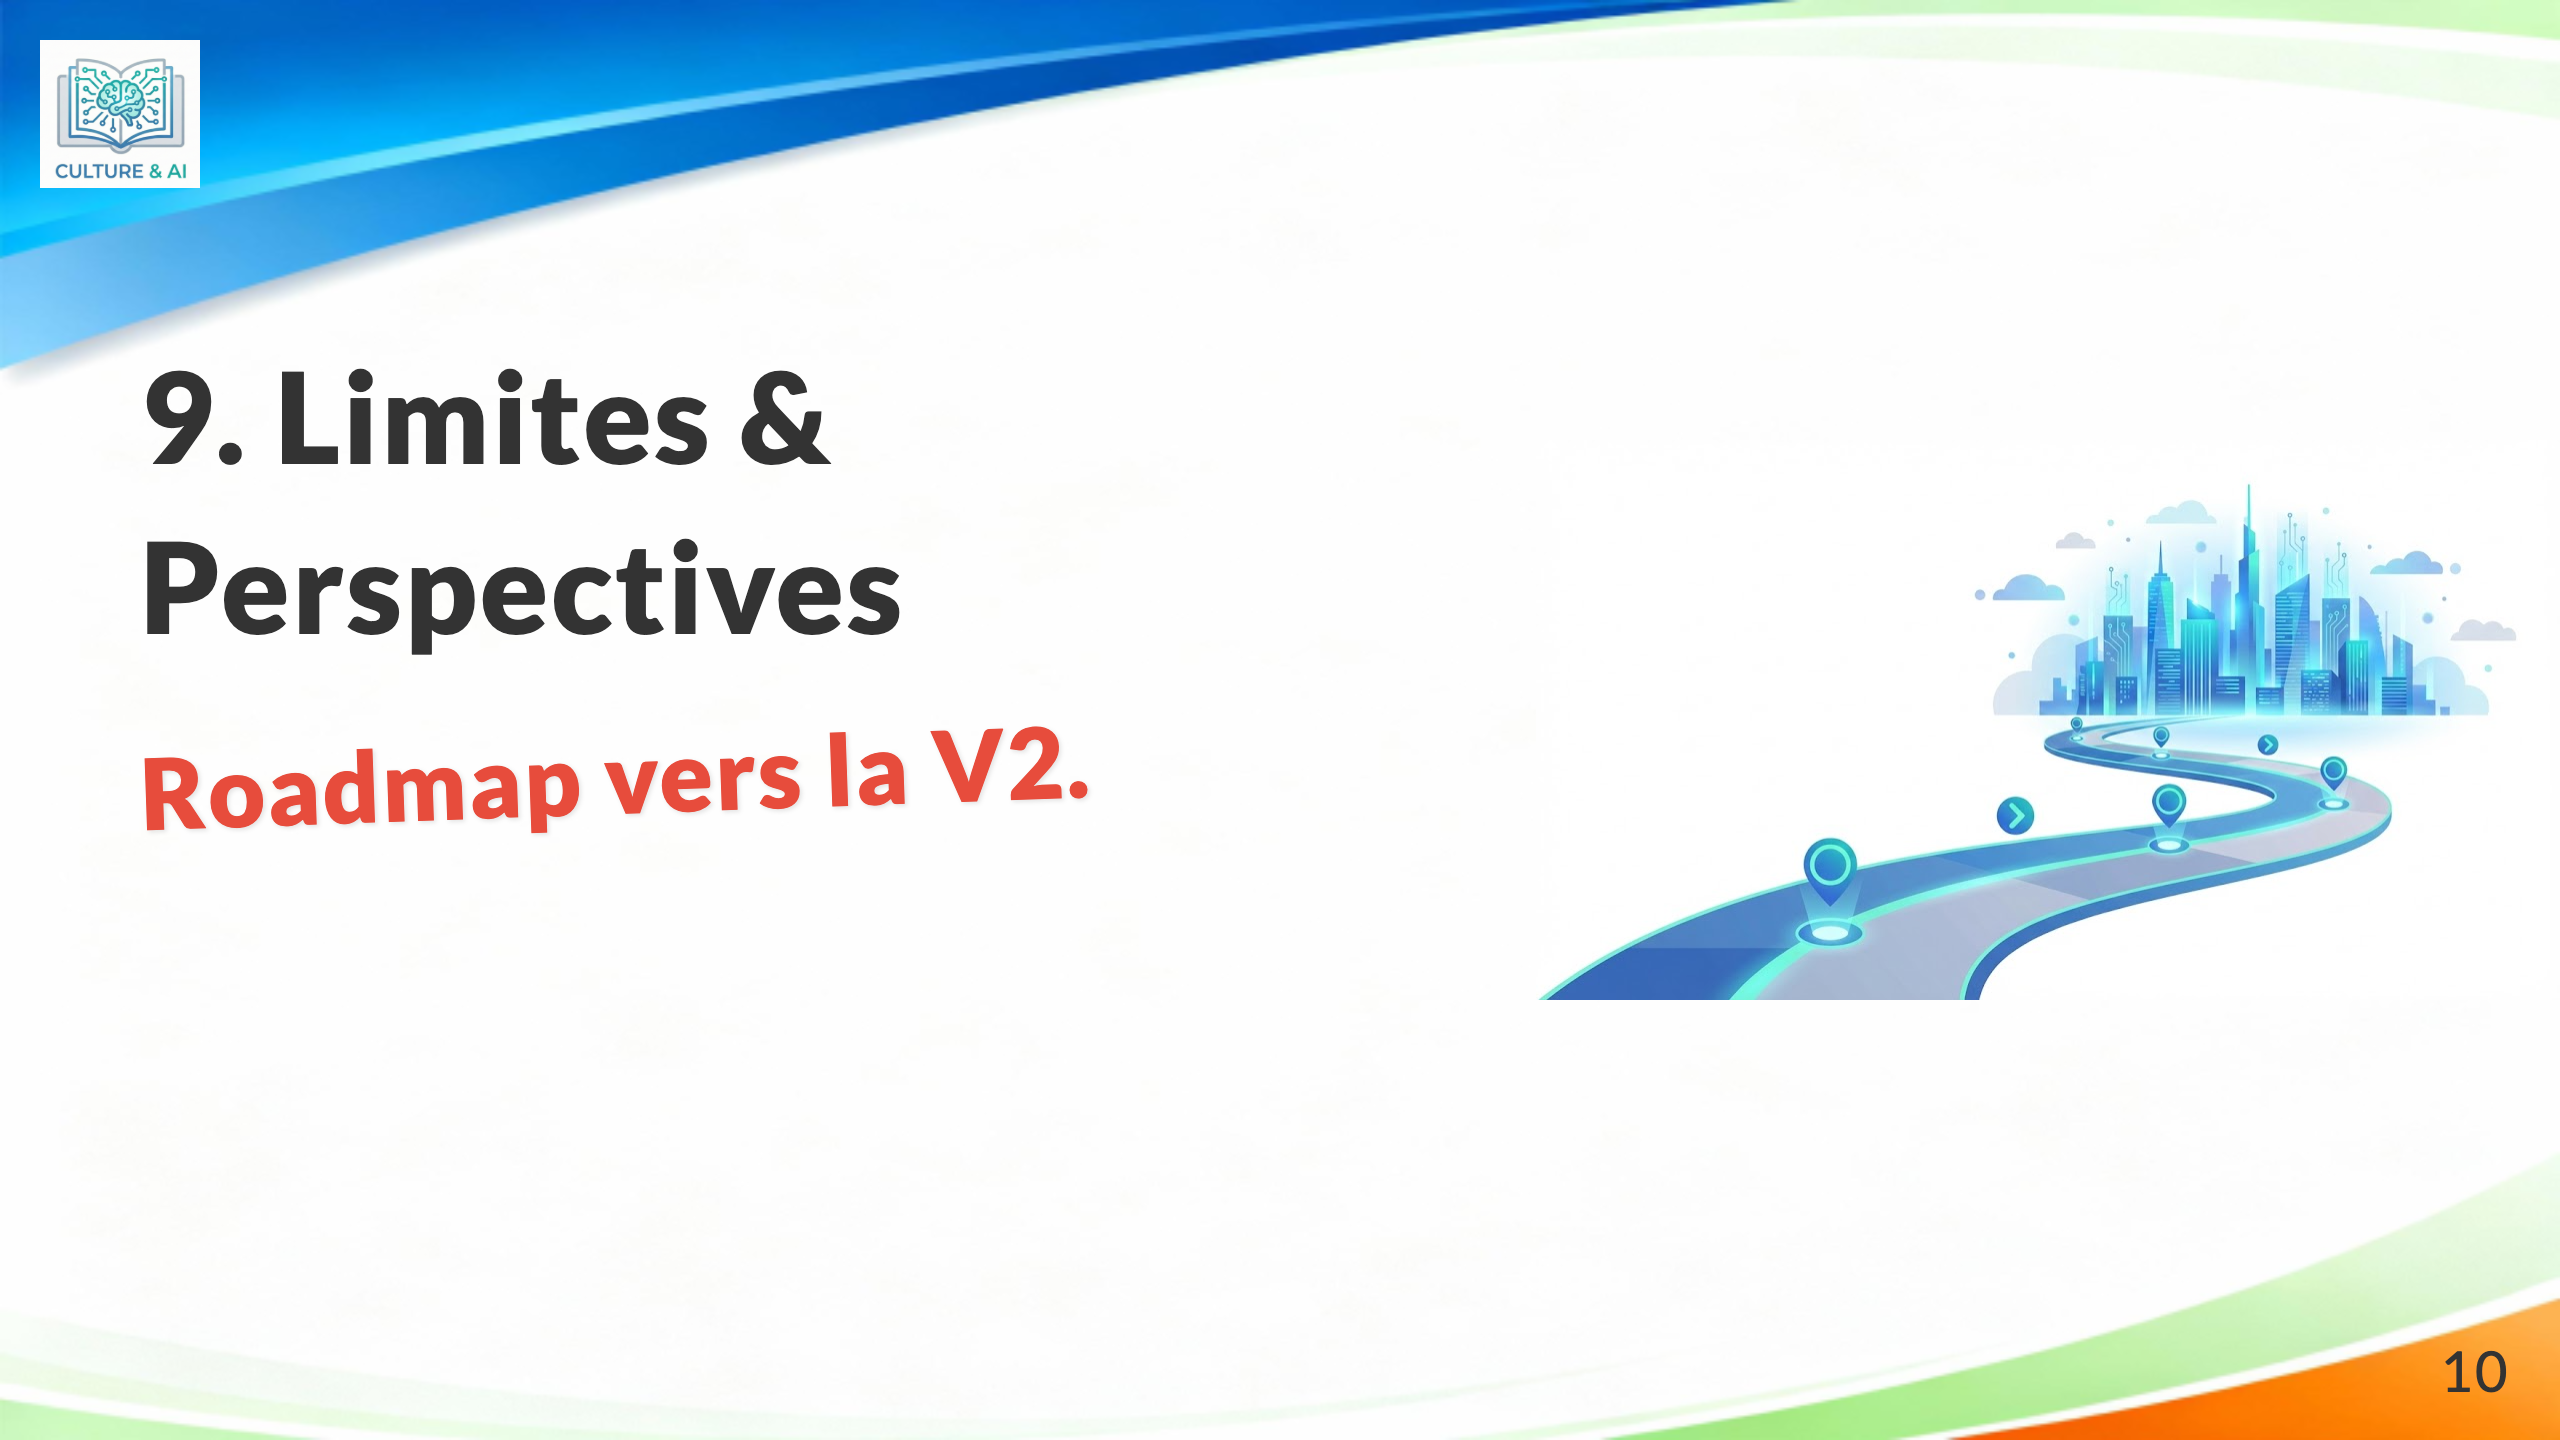 CULTURE & AI
9. Limites &
Perspectives
Roadmap vers la V2.
10